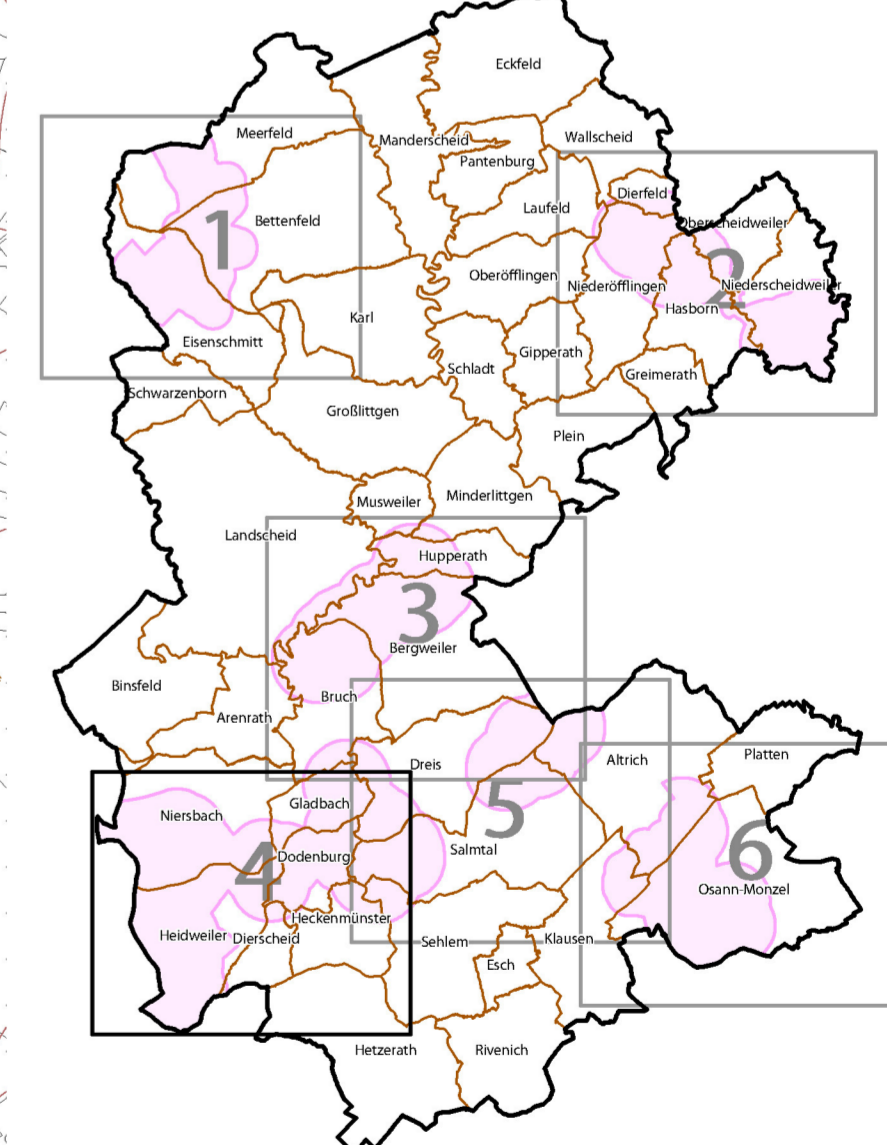 Eckfeld
Meerfeld
Manderscheid
Wallscheid
Pantenburg
Dierfeld
Laufeld
Bettenfeld
1
Oberscheidweiler
Oberöfflingen
2
Niederöfflingen
Niederscheidweiler
Hasborn
Karl
Eisenschmitt
Gipperath
Schladt
Greimerath
Schwarzenborn
Großlittgen
Plein
Musweiler
Minderlittgen
Landscheid
Hupperath
3
Bergweiler
Binsfeld
Bruch
Arenrath
Dreis
Altrich
Platten
Gladbach
5
Niersbach
Salmtal
6
Dodenburg
4
Osann-Monzel
Heckenmünster
Heidweiler
Dierscheid
Sehlem
Klausen
Esch
Hetzerath
Rivenich